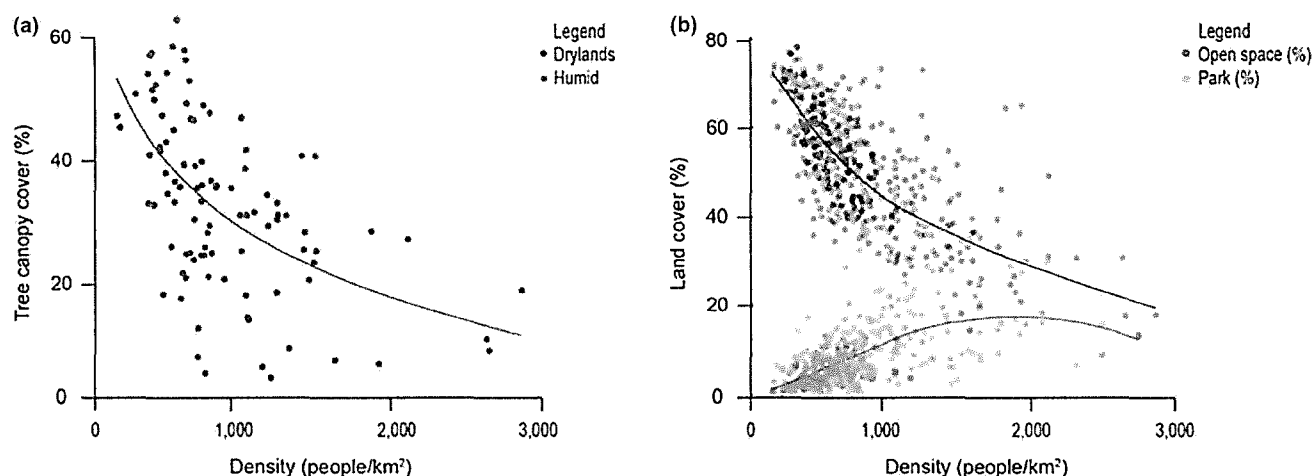 (a)
Tree canopy cover (%)
60
40
20
0
0
1,000
2,000
3,000
Density (people/km²)
Legend
Drylands
Humid
(b)
Land cover (%)
80
60
40
20
0
0
1,000
2,000
3,000
Density (people/km²)
Legend
Open space (%)
Park (%)